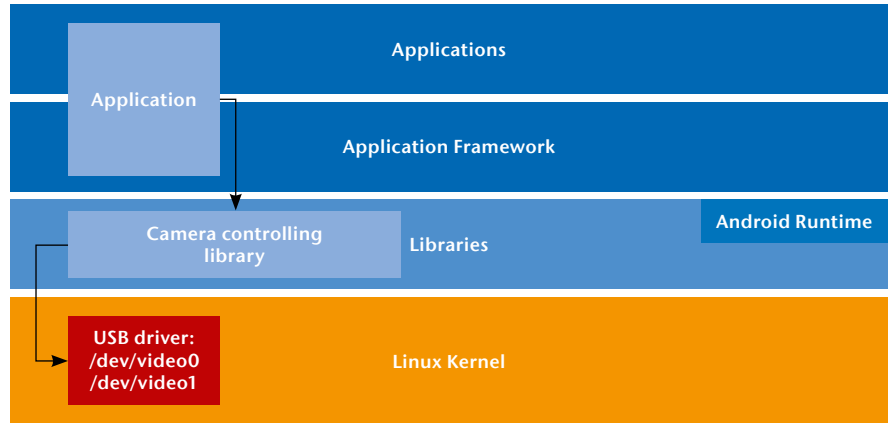 Applications
Application
Application Framework
Android Runtime
Camera controlling
library
Libraries
USB driver:
/dev/video0
/dev/video1
Linux Kernel